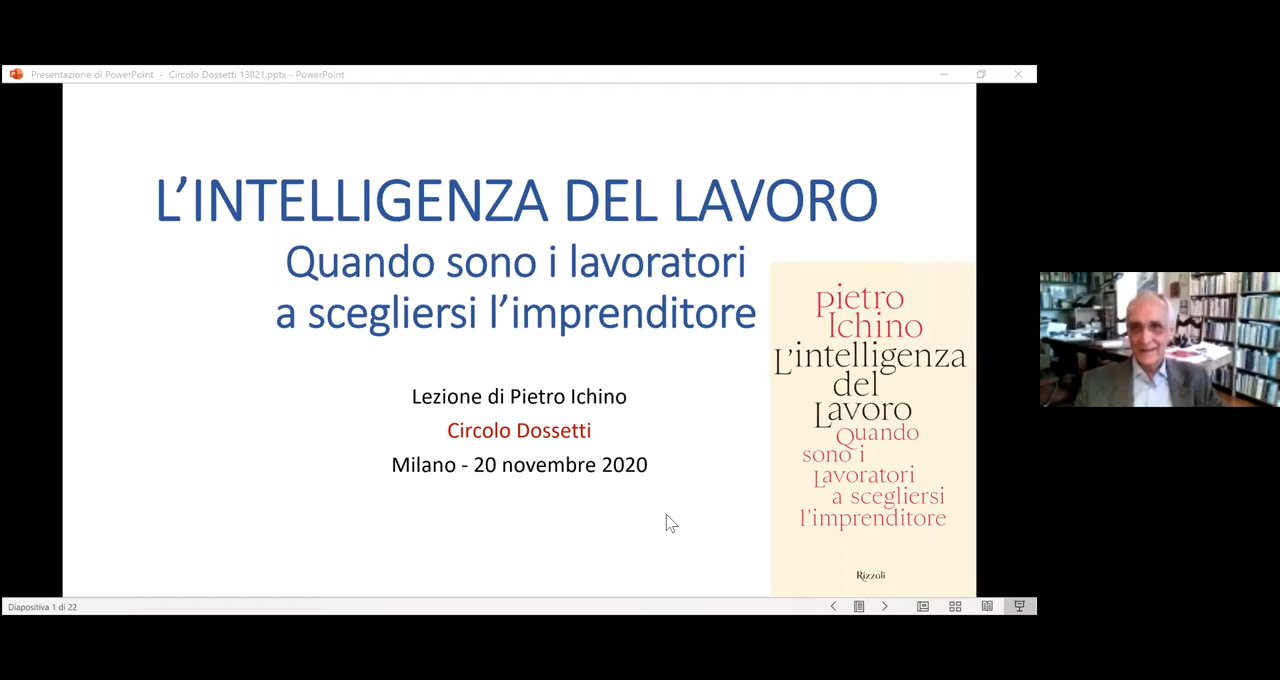 Presentazione di PowerPoint - Circolo Dossetti 13II21.pptx - PowerPoint
L’INTELLIGENZA DEL LAVORO
Quando sono i lavoratori
a scegliersi l’imprenditore
Lezione di Pietro Ichino
Circolo Dossetti
Milano - 20 novembre 2020
pietro
Ichino
L’intelligenza
del
Lavoro
Quando
sono i
Lavoratori
a scegliersi
l’imprenditore
Rizzoli
Diapositiva 1 di 22